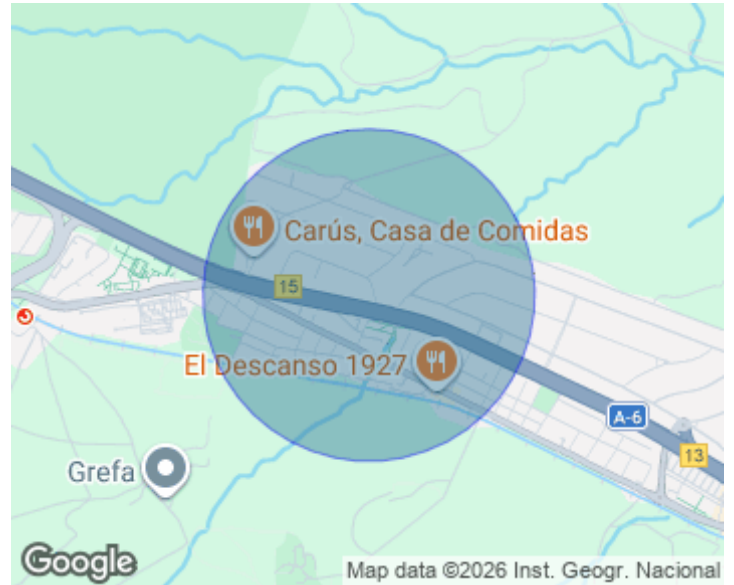 Carús, Casa de Comidas
15
El Descanso 1927
A-6
13
Grefa
Google
Map data ©2026 Inst. Geogr. Nacional